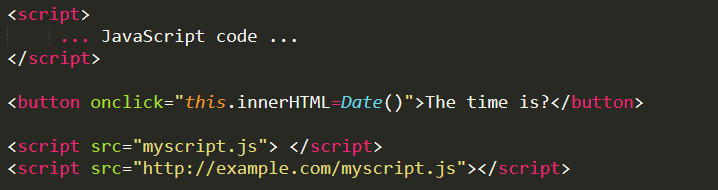 <script>
... JavaScript code ...
</script>
<button onclick="this.innerHTML=Date()">The time is?</button>
<script src="myscript.js"> </script>
<script src="http://example.com/myscript.js"></script>